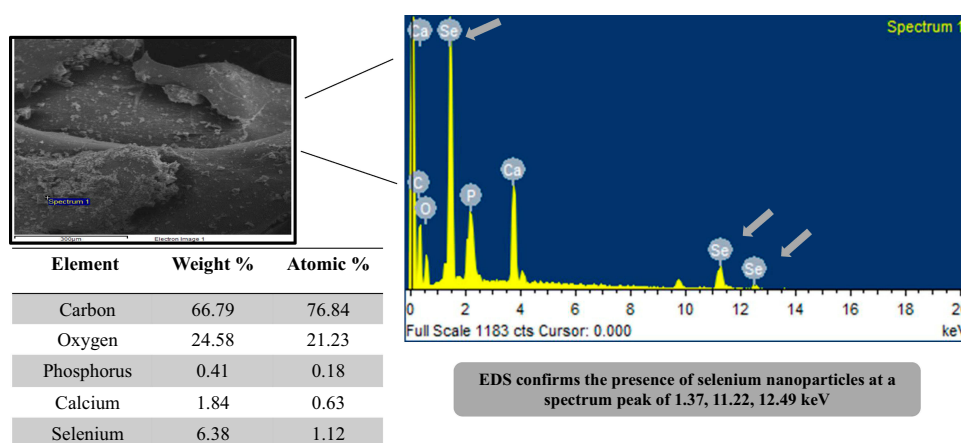 Spectrum 1
300µm
Electron Image 1
Element Weight % Atomic %
Carbon 66.79 76.84
Oxygen 24.58 21.23
Phosphorus 0.41 0.18
Calcium 1.84 0.63
Selenium 6.38 1.12
Spectrum 1
Ca Se
C
O
P
Ca
Se
Se
0 2 4 6 8 10 12 14 16 18 20
Full Scale 1183 cts Cursor: 0.000
keV
EDS confirms the presence of selenium nanoparticles at a
spectrum peak of 1.37, 11.22, 12.49 keV